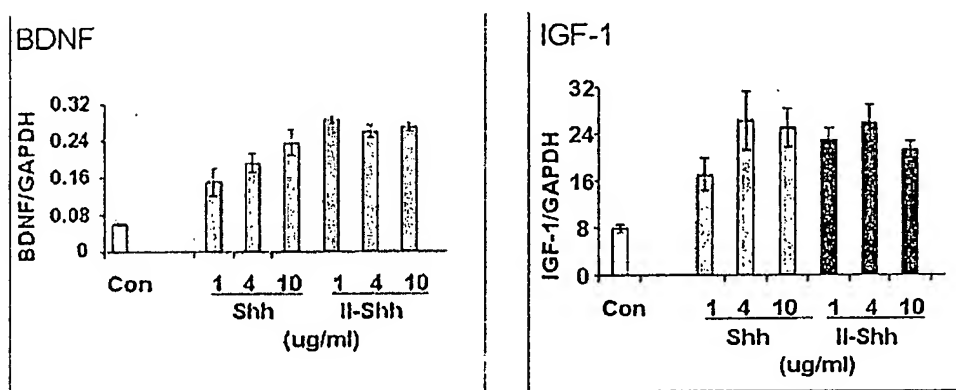 BDNF
BDNF/GAPDH
0.32
0.24
0.16
0.08
0
Con
1 4 10 1 4 10
Shh II-Shh
(ug/ml)
IGF-1
IGF-1/GAPDH
32
24
16
8
0
Con
1 4 10 1 4 10
Shh II-Shh
(ug/ml)